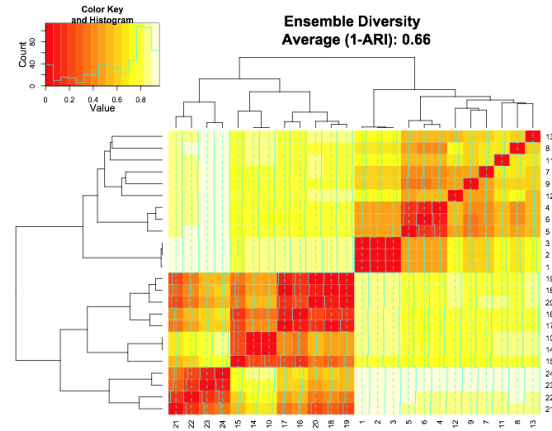 Color Key
and Histogram
Count
0 40 80
0 0.2 0.4 0.6 0.8
Value
Ensemble Diversity
Average (1-ARI): 0.66
13
8
11
7
9
12
4
6
5
3
2
1
19
18
20
16
17
10
14
15
24
23
22
21 22 23 24 15 14 10 17 16 20 18 19 1 2 3 5 6 4 12 9 7 11 8 13